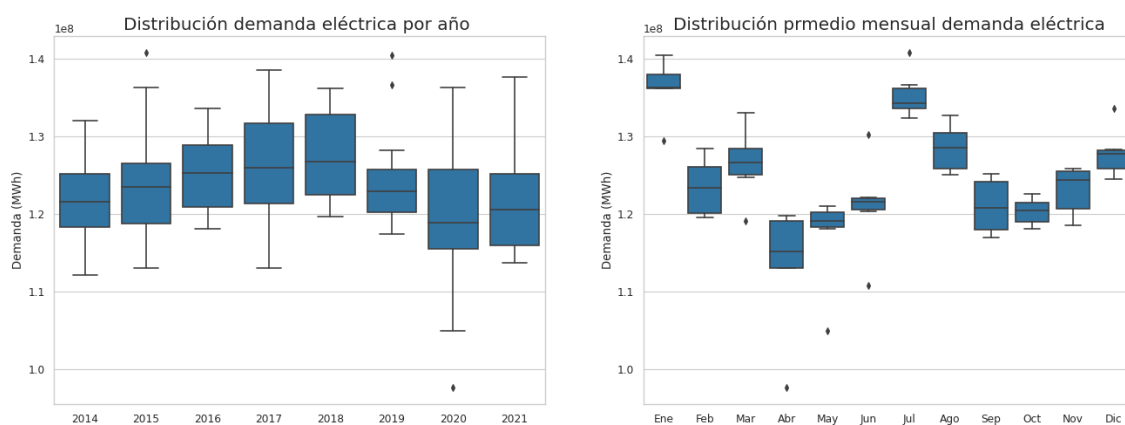 Distribución demanda eléctrica por año
1e8
1.4
1.3
1.2
1.1
1.0
Demanda (MWh)
2014 2015 2016 2017 2018 2019 2020 2021
Distribución prmedio mensual demanda eléctrica
1e8
1.4
1.3
1.2
1.1
1.0
Demanda (MWh)
Ene Feb Mar Abr May Jun Jul Ago Sep Oct Nov Dic